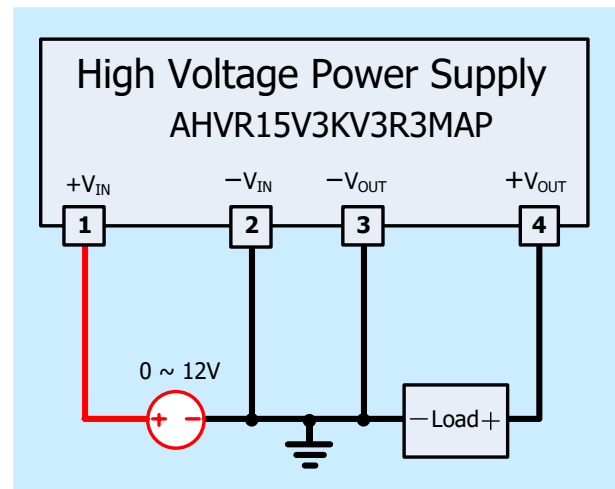 High Voltage Power Supply
AHVR15V3KV3R3MAP
+VIN −VIN −VOUT +VOUT
1 2 3 4
0 ~ 12V
+ −
−Load+